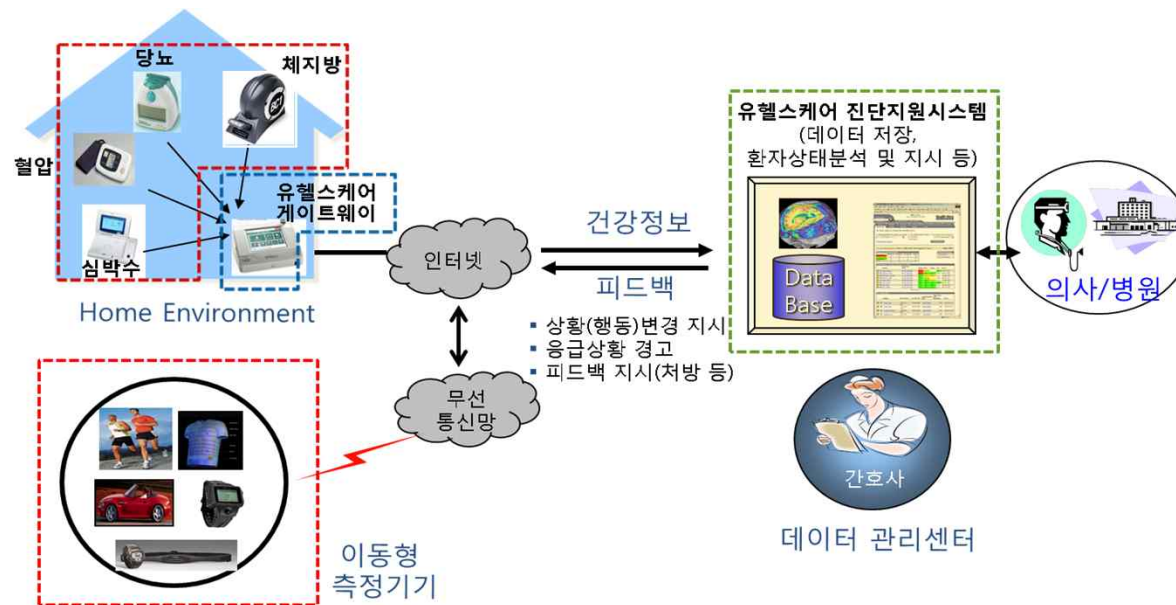 당뇨
체지방
혈압
유헬스케어
게이트웨이
심박수
Home Environment
인터넷
건강정보
피드백
▪ 상황(행동)변경 지시
▪ 응급상황 경고
▪ 피드백 지시(처방 등)
무선
통신망
이동형
측정기기
유헬스케어 진단지원시스템
(데이터 저장,
환자상태분석 및 지시 등)
Data
Base
의사/병원
간호사
데이터 관리센터